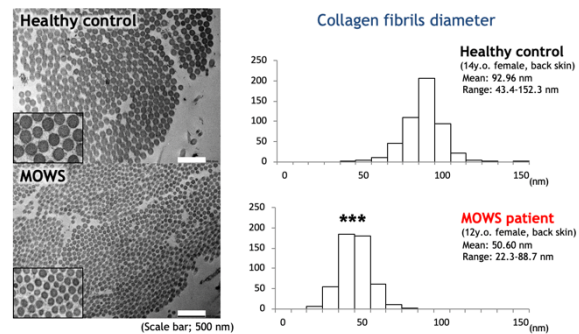 Healthy control
MOWS
(Scale bar; 500 nm)
Collagen fibrils diameter
Healthy control
(14y.o. female, back skin)
Mean: 92.96 nm
Range: 43.4-152.3 nm
250
200
150
100
50
0
0 50 100 150
(nm)
***
MOWS patient
(12y.o. female, back skin)
Mean: 50.60 nm
Range: 22.3-88.7 nm
250
200
150
100
50
0
0 50 100 150
(nm)